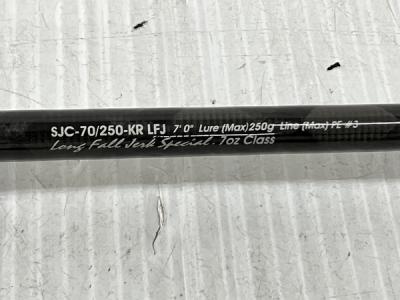 SJC-70/250-KR LFJ 7'0" Lure (Max)250g Line (Max) PE #3
Long Fall Jerk Special. 7oz Class